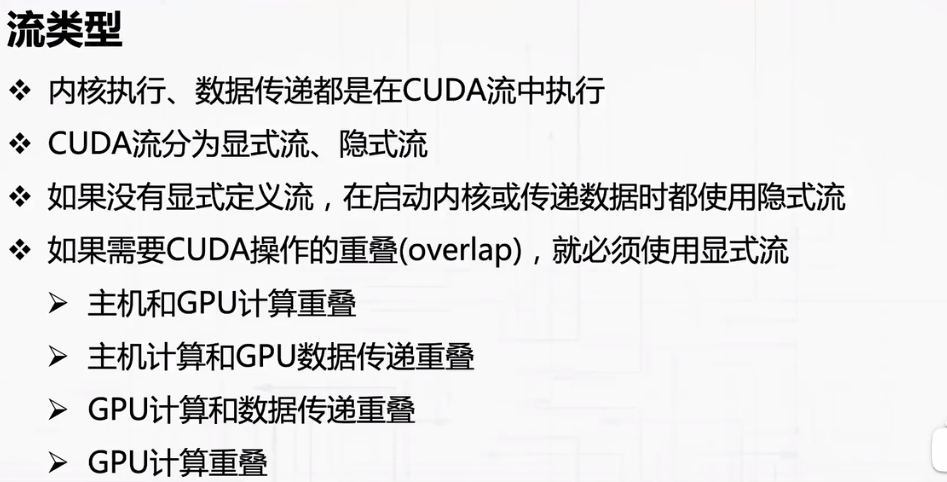 流类型
❖ 内核执行、数据传递都是在CUDA流中执行
❖ CUDA流分为显式流、隐式流
❖ 如果没有显式定义流，在启动内核或传递数据时都使用隐式流
❖ 如果需要CUDA操作的重叠(overlap)，就必须使用显式流
➢ 主机和GPU计算重叠
➢ 主机计算和GPU数据传递重叠
➢ GPU计算和数据传递重叠
➢ GPU计算重叠